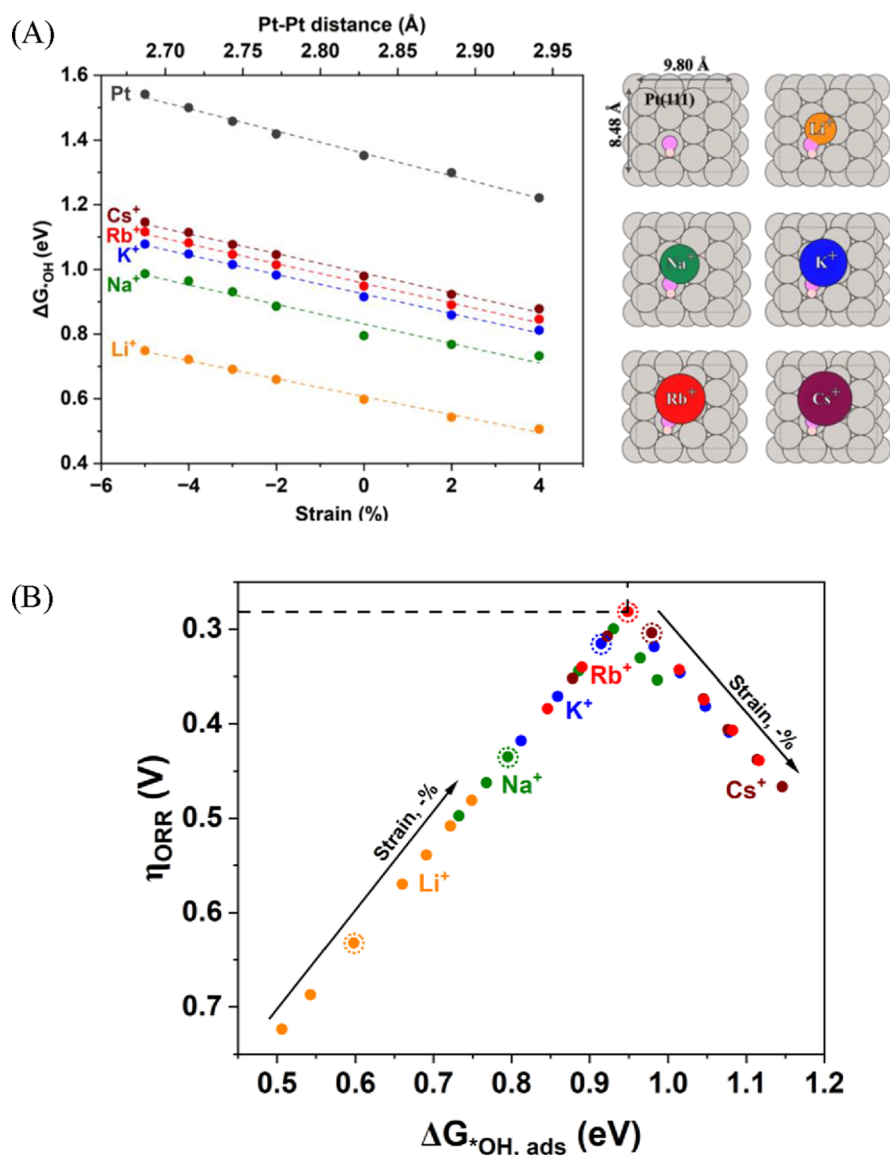 (A)
Pt-Pt distance (Å)
2.70 2.75 2.80 2.85 2.90 2.95
1.6
1.4
1.2
1.0
0.8
0.6
0.4
ΔG*OH (eV)
Pt
Cs+
Rb+
K+
Na+
Li+
−6 −4 −2 0 2 4
Strain (%)
9.80 Å
8.48 Å
Pt(111)
Li+
Na+
K+
Rb+
Cs+
(B)
0.3
0.4
0.5
0.6
0.7
ηORR (V)
Rb+
K+
Na+
Li+
Cs+
Strain, -%
Strain, -%
0.5 0.6 0.7 0.8 0.9 1.0 1.1 1.2
ΔG*OH, ads (eV)